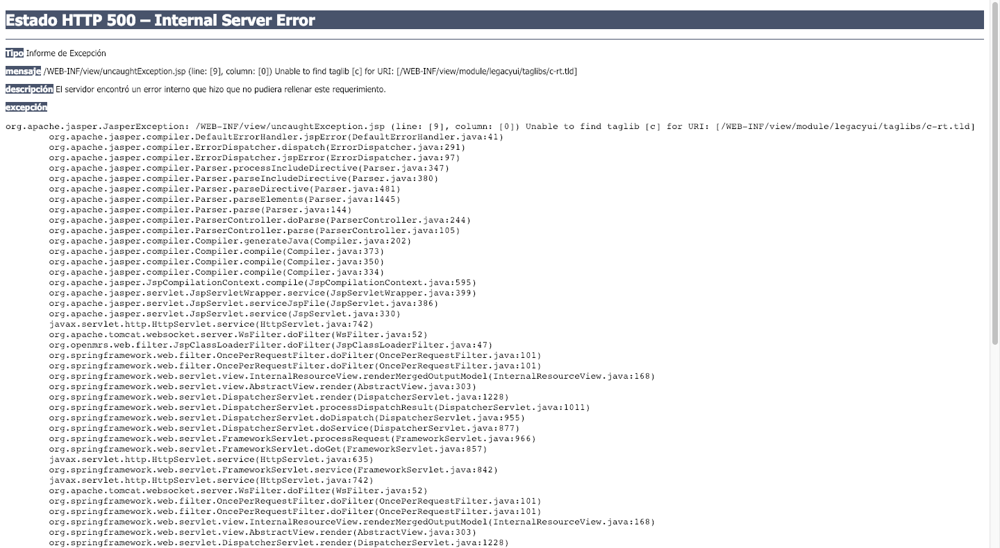 Estado HTTP 500 – Internal Server Error
Tipo Informe de Excepción
mensaje /WEB-INF/view/uncaughtException.jsp (line: [9], column: [0]) Unable to find taglib [c] for URI: [/WEB-INF/view/module/legacyui/taglibs/c-rt.tld]
descripción El servidor encontró un error interno que hizo que no pudiera rellenar este requerimiento.
excepción
org.apache.jasper.JasperException: /WEB-INF/view/uncaughtException.jsp (line: [9], column: [0]) Unable to find taglib [c] for URI: [/WEB-INF/view/module/legacyui/taglibs/c-rt.tld]
org.apache.jasper.compiler.DefaultErrorHandler.jspError(DefaultErrorHandler.java:41)
org.apache.jasper.compiler.ErrorDispatcher.dispatch(ErrorDispatcher.java:291)
org.apache.jasper.compiler.ErrorDispatcher.jspError(ErrorDispatcher.java:97)
org.apache.jasper.compiler.Parser.processIncludeDirective(Parser.java:347)
org.apache.jasper.compiler.Parser.parseIncludeDirective(Parser.java:380)
org.apache.jasper.compiler.Parser.parseDirective(Parser.java:481)
org.apache.jasper.compiler.Parser.parseElements(Parser.java:1445)
org.apache.jasper.compiler.Parser.parse(Parser.java:144)
org.apache.jasper.compiler.ParserController.doParse(ParserController.java:244)
org.apache.jasper.compiler.ParserController.parse(ParserController.java:105)
org.apache.jasper.compiler.Compiler.generateJava(Compiler.java:202)
org.apache.jasper.compiler.Compiler.compile(Compiler.java:373)
org.apache.jasper.compiler.Compiler.compile(Compiler.java:350)
org.apache.jasper.compiler.Compiler.compile(Compiler.java:334)
org.apache.jasper.JspCompilationContext.compile(JspCompilationContext.java:595)
org.apache.jasper.servlet.JspServletWrapper.service(JspServletWrapper.java:399)
org.apache.jasper.servlet.JspServlet.serviceJspFile(JspServlet.java:386)
org.apache.jasper.servlet.JspServlet.service(JspServlet.java:330)
javax.servlet.http.HttpServlet.service(HttpServlet.java:742)
org.apache.tomcat.websocket.server.WsFilter.doFilter(WsFilter.java:52)
org.openmrs.web.filter.JspClassLoaderFilter.doFilter(JspClassLoaderFilter.java:47)
org.springframework.web.filter.OncePerRequestFilter.doFilter(OncePerRequestFilter.java:101)
org.springframework.web.filter.OncePerRequestFilter.doFilter(OncePerRequestFilter.java:101)
org.springframework.web.servlet.view.InternalResourceView.renderMergedOutputModel(InternalResourceView.java:168)
org.springframework.web.servlet.view.AbstractView.render(AbstractView.java:303)
org.springframework.web.servlet.DispatcherServlet.render(DispatcherServlet.java:1228)
org.springframework.web.servlet.DispatcherServlet.processDispatchResult(DispatcherServlet.java:1011)
org.springframework.web.servlet.DispatcherServlet.doDispatch(DispatcherServlet.java:955)
org.springframework.web.servlet.DispatcherServlet.doService(DispatcherServlet.java:877)
org.springframework.web.servlet.FrameworkServlet.processRequest(FrameworkServlet.java:966)
org.springframework.web.servlet.FrameworkServlet.doGet(FrameworkServlet.java:857)
javax.servlet.http.HttpServlet.service(HttpServlet.java:635)
org.springframework.web.servlet.FrameworkServlet.service(FrameworkServlet.java:842)
javax.servlet.http.HttpServlet.service(HttpServlet.java:742)
org.apache.tomcat.websocket.server.WsFilter.doFilter(WsFilter.java:52)
org.springframework.web.filter.OncePerRequestFilter.doFilter(OncePerRequestFilter.java:101)
org.springframework.web.filter.OncePerRequestFilter.doFilter(OncePerRequestFilter.java:101)
org.springframework.web.servlet.view.InternalResourceView.renderMergedOutputModel(InternalResourceView.java:168)
org.springframework.web.servlet.view.AbstractView.render(AbstractView.java:303)
org.springframework.web.servlet.DispatcherServlet.render(DispatcherServlet.java:1228)